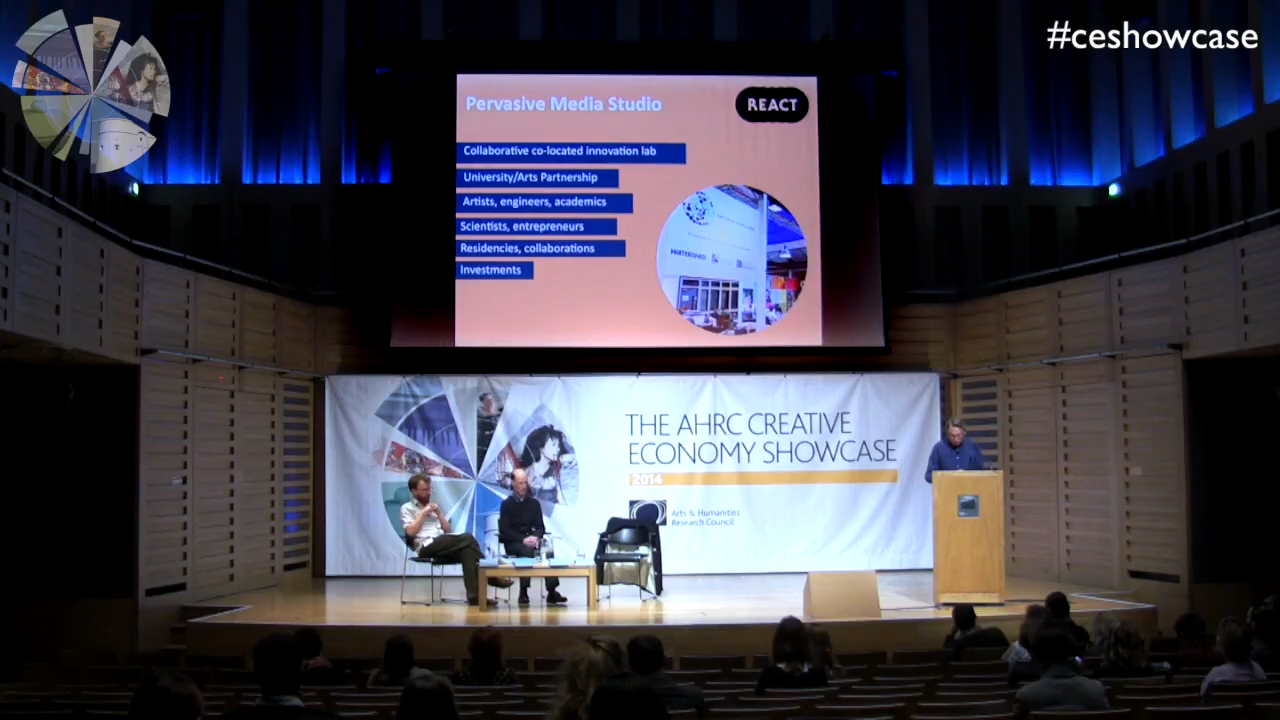 #ceshowcase
Pervasive Media Studio
REACT
Collaborative co-located innovation lab
University/Arts Partnership
Artists, engineers, academics
Scientists, entrepreneurs
Residencies, collaborations
Investments
WATERSHED
THE AHRC CREATIVE
ECONOMY SHOWCASE
2014
Arts & Humanities
Research Council